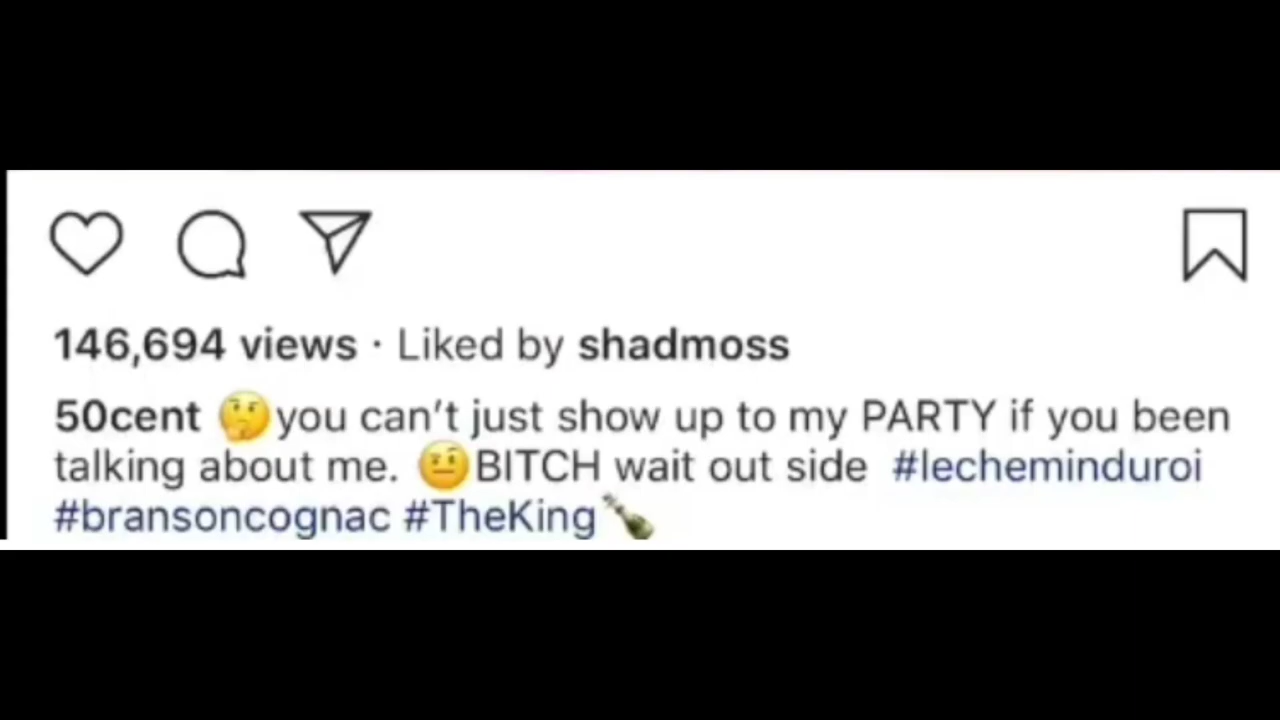 146,694 views · Liked by shadmoss
50cent 🤔you can't just show up to my PARTY if you been
talking about me. 🤨BITCH wait out side #lecheminduroi
#bransoncognac #TheKing🍾